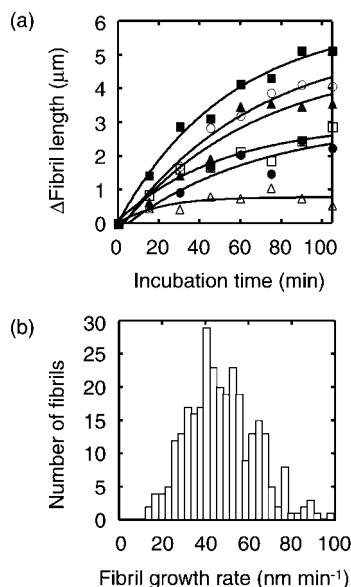 (a)
6
5
4
3
2
1
0
ΔFibril length (μm)
0 20 40 60 80 100
Incubation time (min)
(b)
30
25
20
15
10
5
0
Number of fibrils
0 20 40 60 80 100
Fibril growth rate (nm min⁻¹)